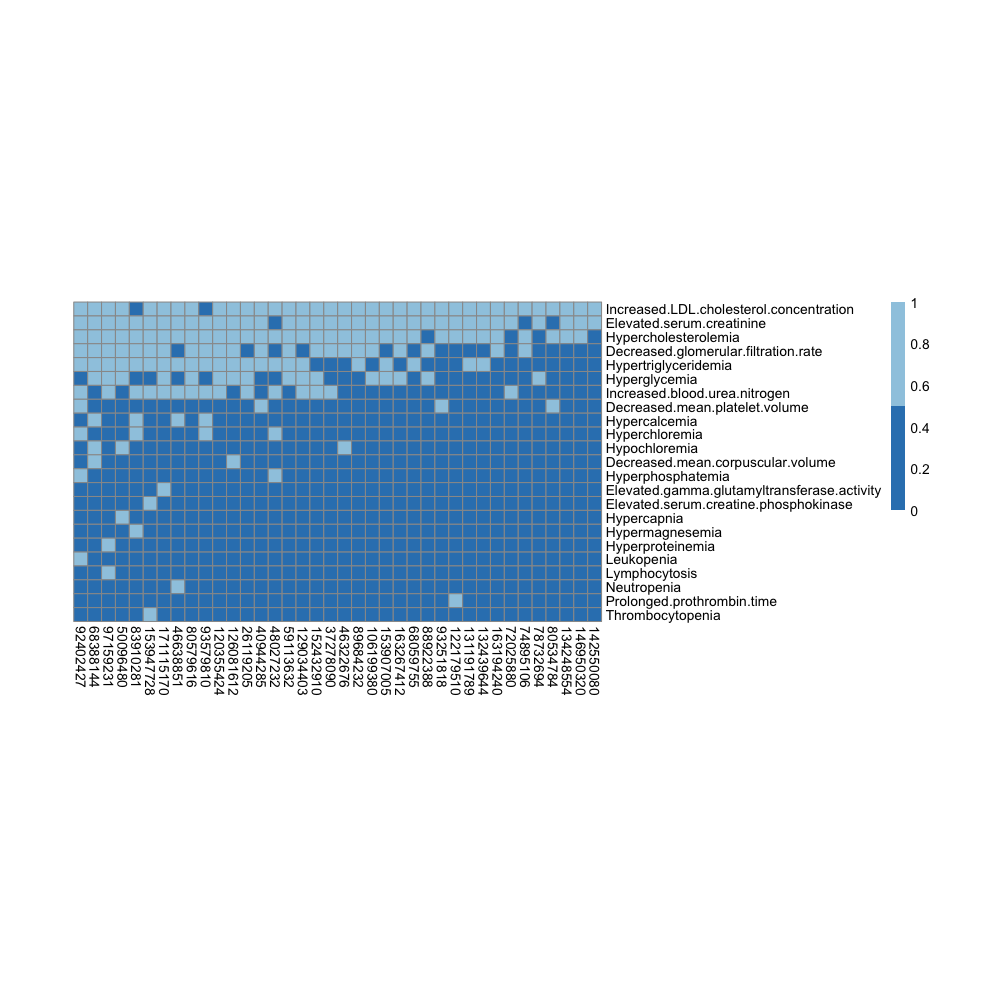 Increased.LDL.cholesterol.concentration
Elevated.serum.creatinine
Hypercholesterolemia
Decreased.glomerular.filtration.rate
Hypertriglyceridemia
Hyperglycemia
Increased.blood.urea.nitrogen
Decreased.mean.platelet.volume
Hypercalcemia
Hyperchloremia
Hypochloremia
Decreased.mean.corpuscular.volume
Hyperphosphatemia
Elevated.gamma.glutamyltransferase.activity
Elevated.serum.creatine.phosphokinase
Hypercapnia
Hypermagnesemia
Hyperproteinemia
Leukopenia
Lymphocytosis
Neutropenia
Prolonged.prothrombin.time
Thrombocytopenia
1
0.8
0.6
0.4
0.2
0
92402427
68388144
97159231
50096480
83910281
153947728
171115170
46638851
80579616
93579810
120355424
126081612
26119205
40944285
48027232
59113632
129034403
152432910
37278090
46322676
89684232
106199380
153907005
163267412
68059755
88922388
93251818
122179510
131191789
132439644
163194240
72025880
74895106
78732694
80534784
134248554
146950320
142550080